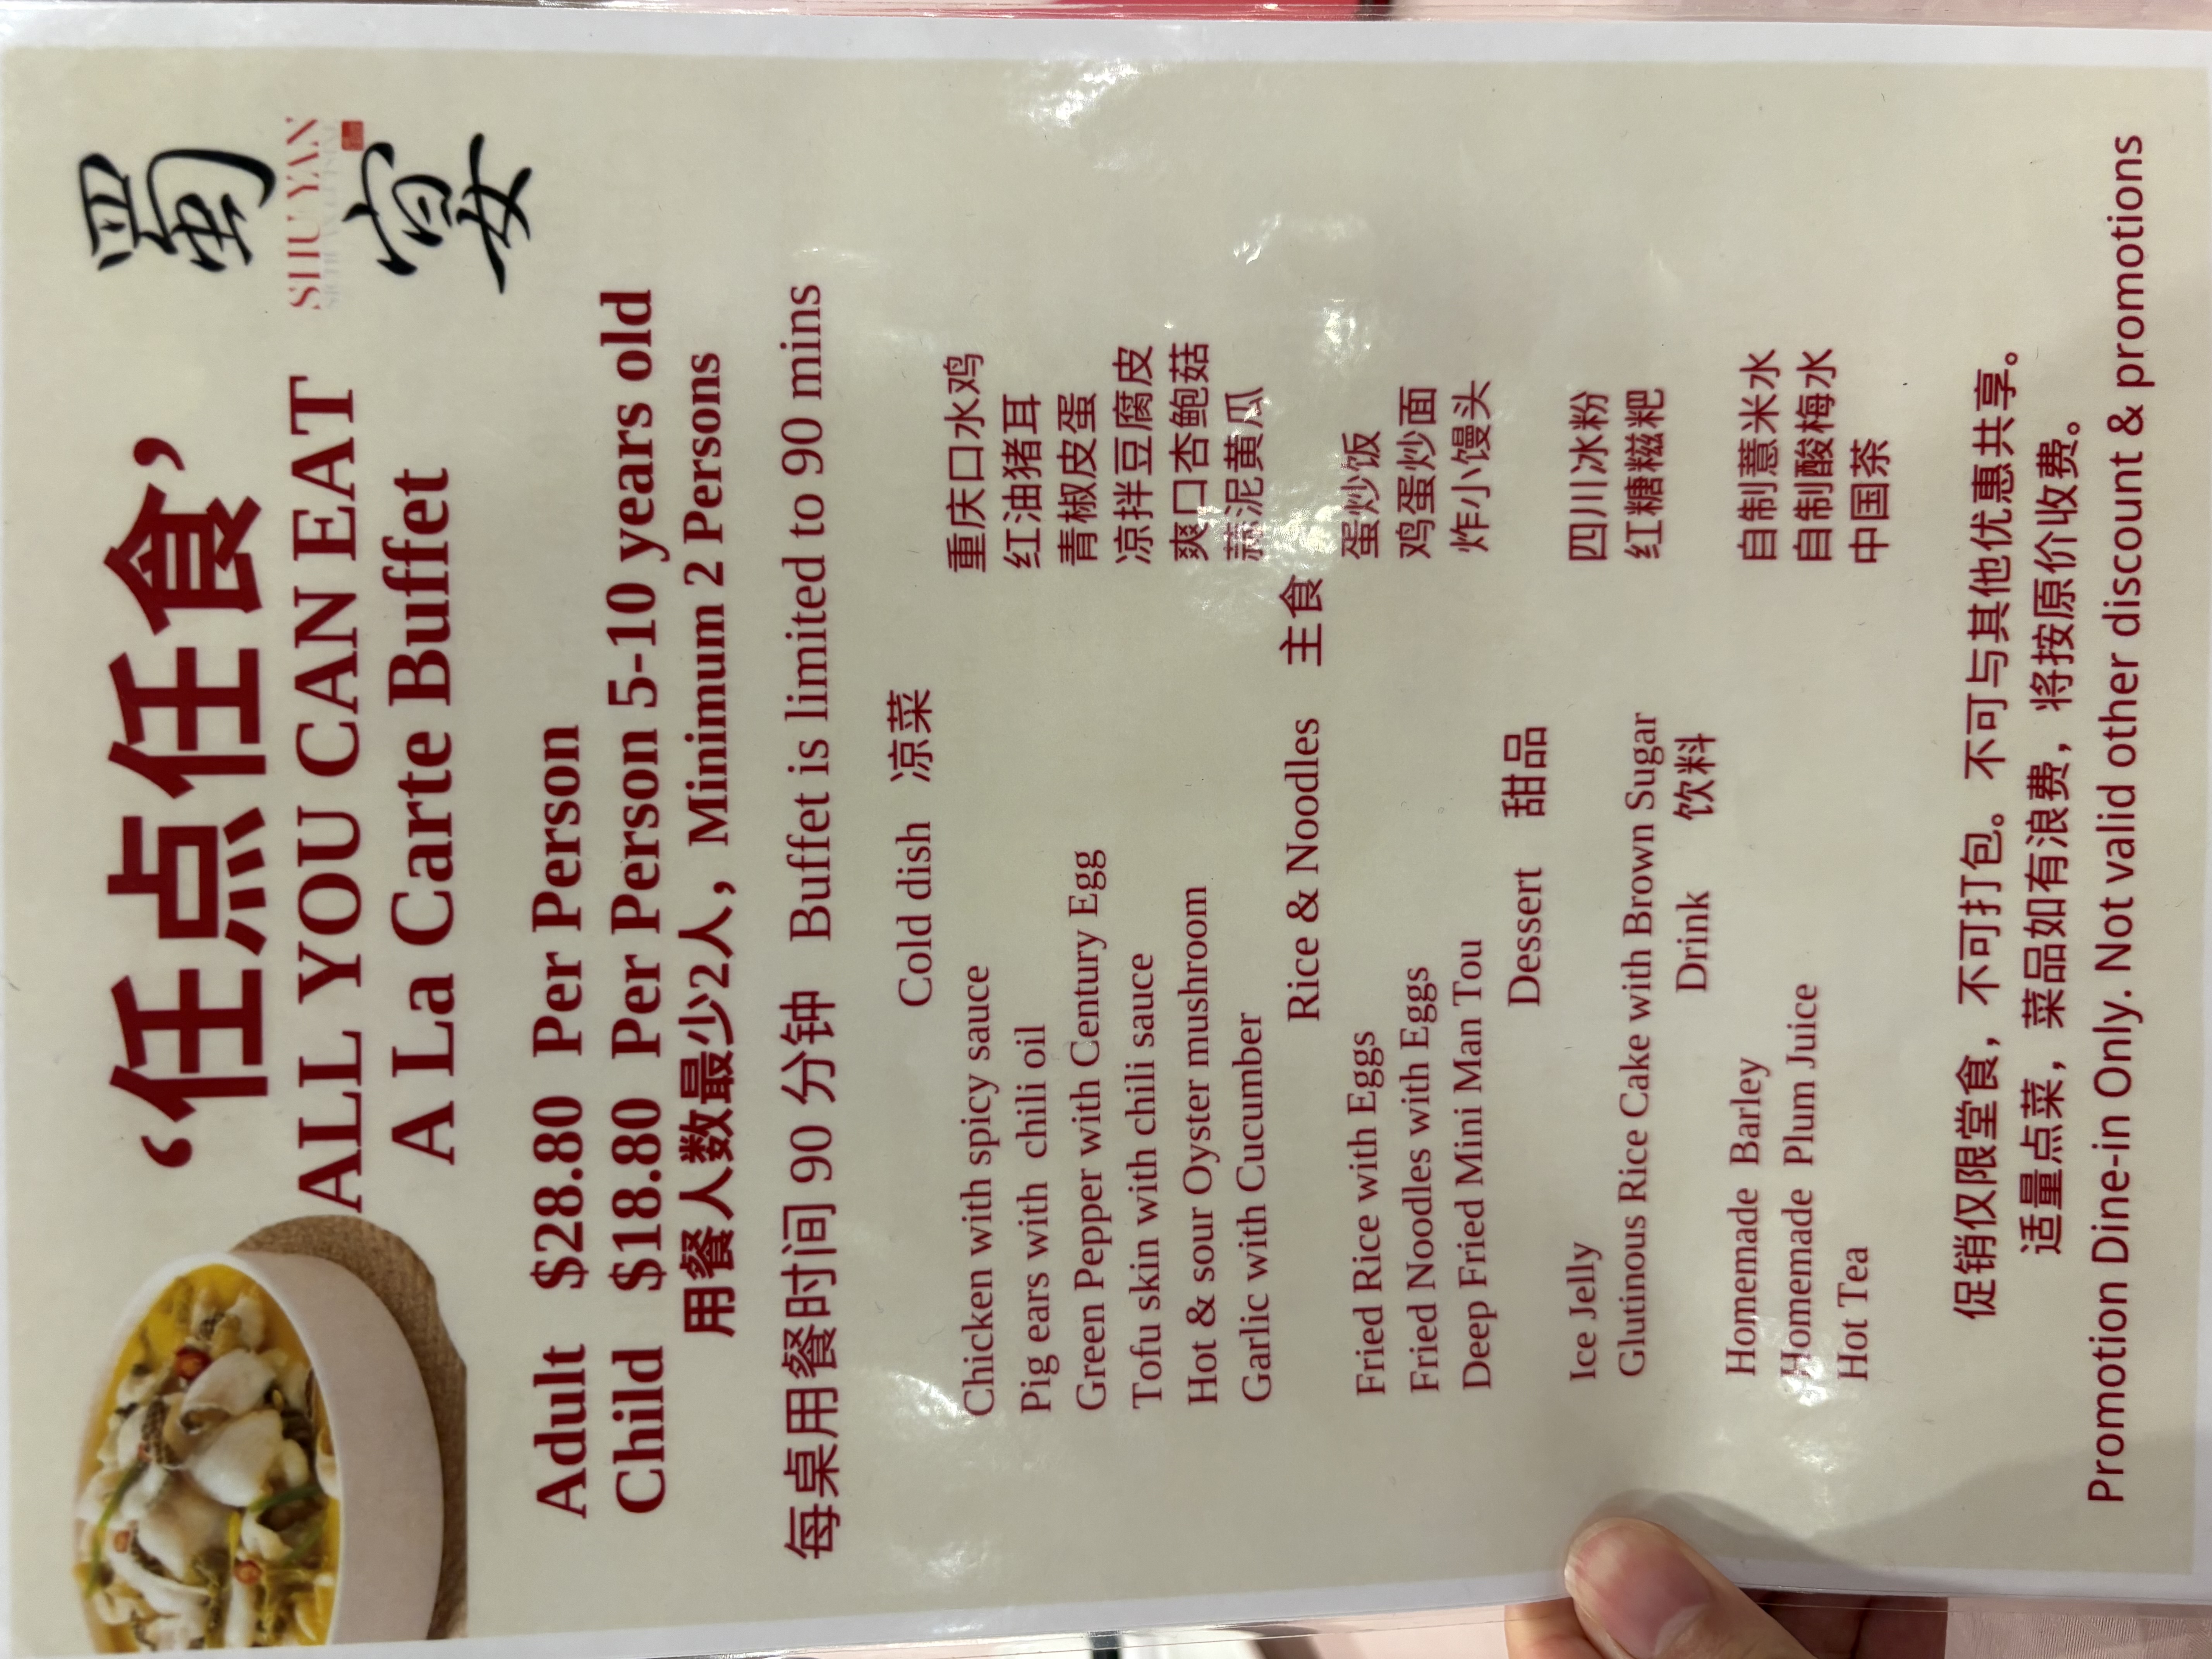 ‘任点任食’
ALL YOU CAN EAT
A La Carte Buffet
蜀
SHU YAN
宴
Adult $28.80 Per Person
Child $18.80 Per Person 5-10 years old
用餐人数最少2人，Minimum 2 Persons
每桌用餐时间 90 分钟 Buffet is limited to 90 mins
Cold dish 凉菜
Chicken with spicy sauce 重庆口水鸡
Pig ears with chili oil 红油猪耳
Green Pepper with Century Egg 青椒皮蛋
Tofu skin with chili sauce 凉拌豆腐皮
Hot & sour Oyster mushroom 爽口杏鲍菇
Garlic with Cucumber 蒜泥黄瓜
Rice & Noodles 主食
Fried Rice with Eggs 蛋炒饭
Fried Noodles with Eggs 鸡蛋炒面
Deep Fried Mini Man Tou 炸小馒头
Dessert 甜品
Ice Jelly 四川冰粉
Glutinous Rice Cake with Brown Sugar 红糖糍粑
Drink 饮料
Homemade Barley 自制薏米水
Homemade Plum Juice 自制酸梅水
Hot Tea 中国茶
促销仅限堂食，不可打包。不可与其他优惠共享。
适量点菜，菜品如有浪费，将按原价收费。
Promotion Dine-in Only. Not valid other discount & promotions